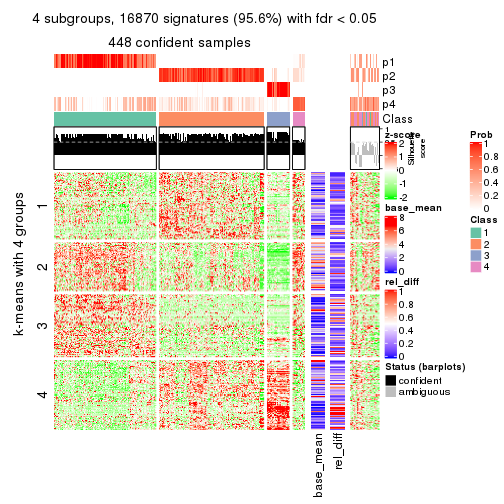 4 subgroups, 16870 signatures (95.6%) with fdr < 0.05
448 confident samples
p1
p2
p3
p4
Class
1
Silhouette
score
z-score
2
1
0
-1
-2
base_mean
8
6
4
2
0
rel_diff
1
0.8
0.6
0.4
0.2
0
Status (barplots)
confident
ambiguous
Prob
1
0.8
0.6
0.4
0.2
0
Class
1
2
3
4
k-means with 4 groups
1
2
3
4
base_mean
rel_diff